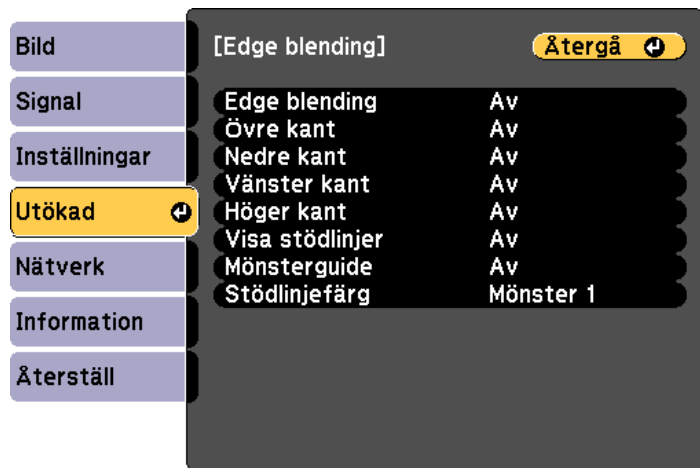 Bild
Signal
Inställningar
Utökad
Nätverk
Information
Återställ
[Edge blending] Återgå
Edge blending Av
Övre kant Av
Nedre kant Av
Vänster kant Av
Höger kant Av
Visa stödlinjer Av
Mönsterguide Av
Stödlinjefärg Mönster 1